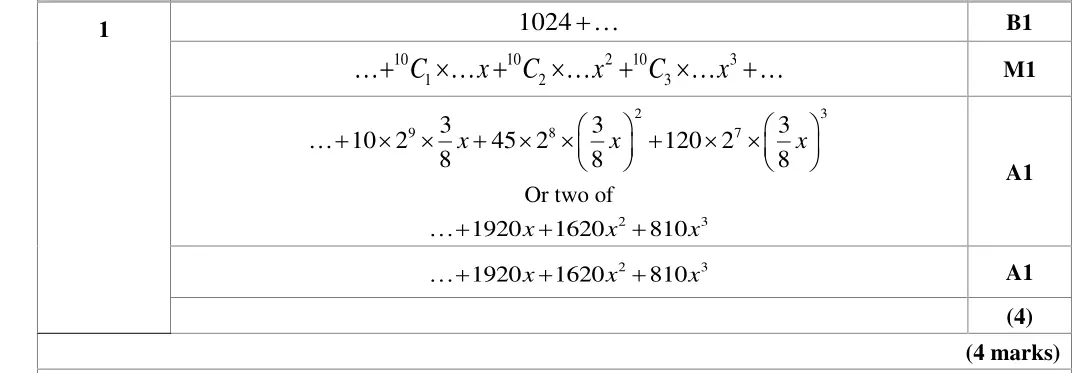 1
1024 + … B1
… + ¹⁰C₁ × … x + ¹⁰C₂ × … x² + ¹⁰C₃ × … x³ + … M1
… + 10 × 2⁹ × 3/8 x + 45 × 2⁸ × (3/8 x)² + 120 × 2⁷ × (3/8 x)³
Or two of
… + 1920x + 1620x² + 810x³
A1
… + 1920x + 1620x² + 810x³ A1
(4)
(4 marks)